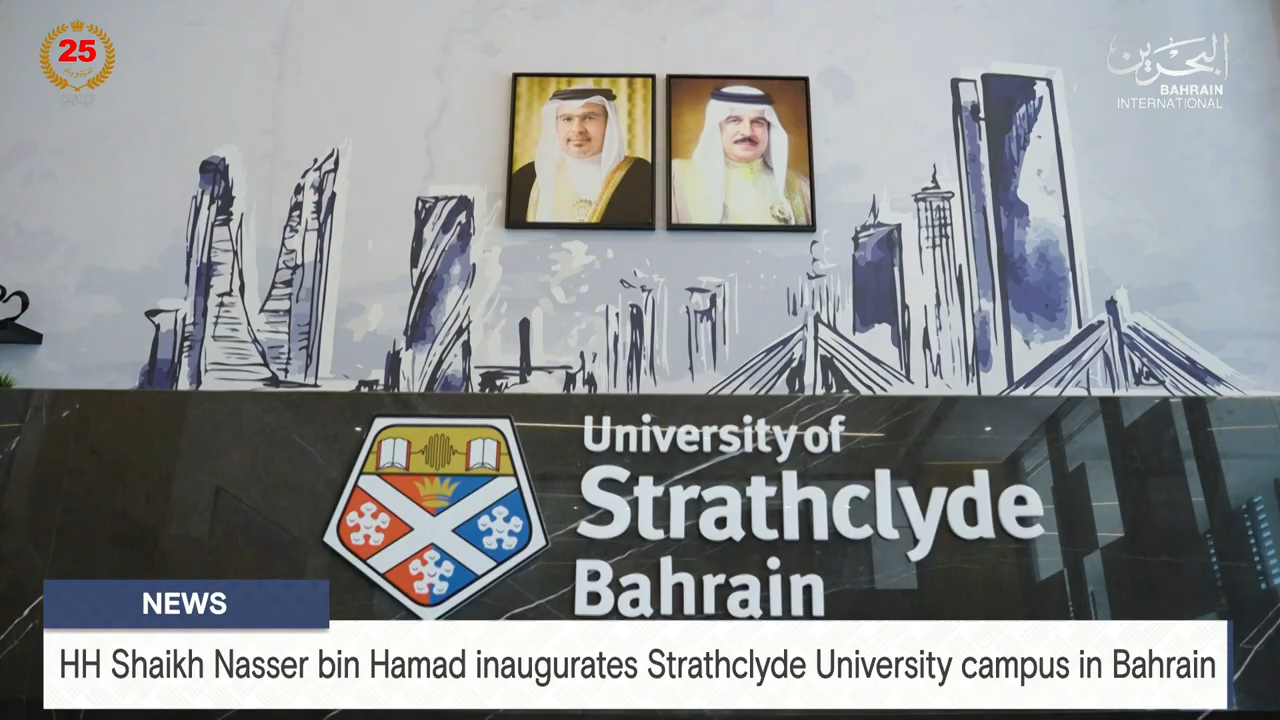 25
البحرين
BAHRAIN
INTERNATIONAL
University of
Strathclyde
Bahrain
NEWS
HH Shaikh Nasser bin Hamad inaugurates Strathclyde University campus in Bahrain